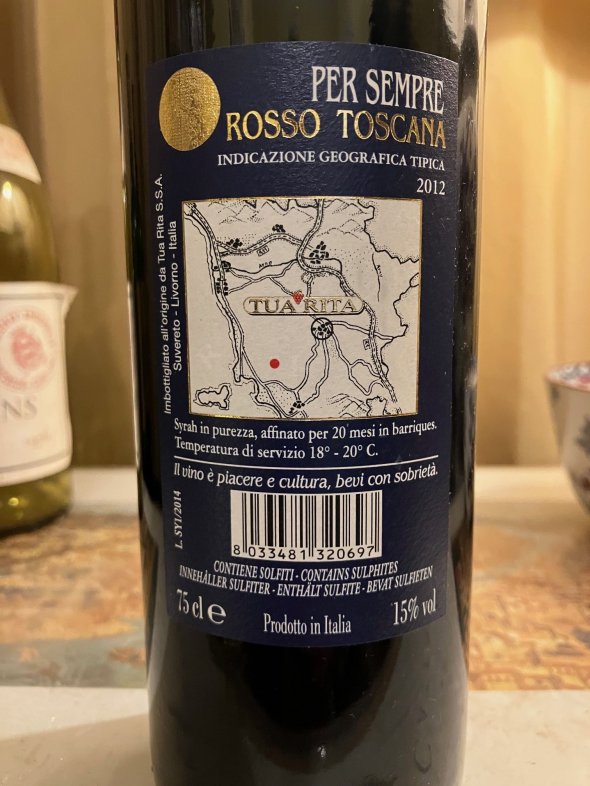 PER SEMPRE
ROSSO TOSCANA
INDICAZIONE GEOGRAFICA TIPICA
2012
Imbottigliato all'origine da Tua Rita S.S.A.
Suvereto - Livorno - Italia
TUA RITA
Syrah in purezza, affinato per 20 mesi in barriques.
Temperatura di servizio 18° - 20° C.
Il vino è piacere e cultura, bevi con sobrietà.
L. SY1/2014
8 033481 320697
CONTIENE SOLFITI - CONTAINS SULPHITES
INNEHÅLLER SULFITER - ENTHÄLT SULFITE - BEVAT SULFIETEN
75 cl e
Prodotto in Italia
15% vol
NS